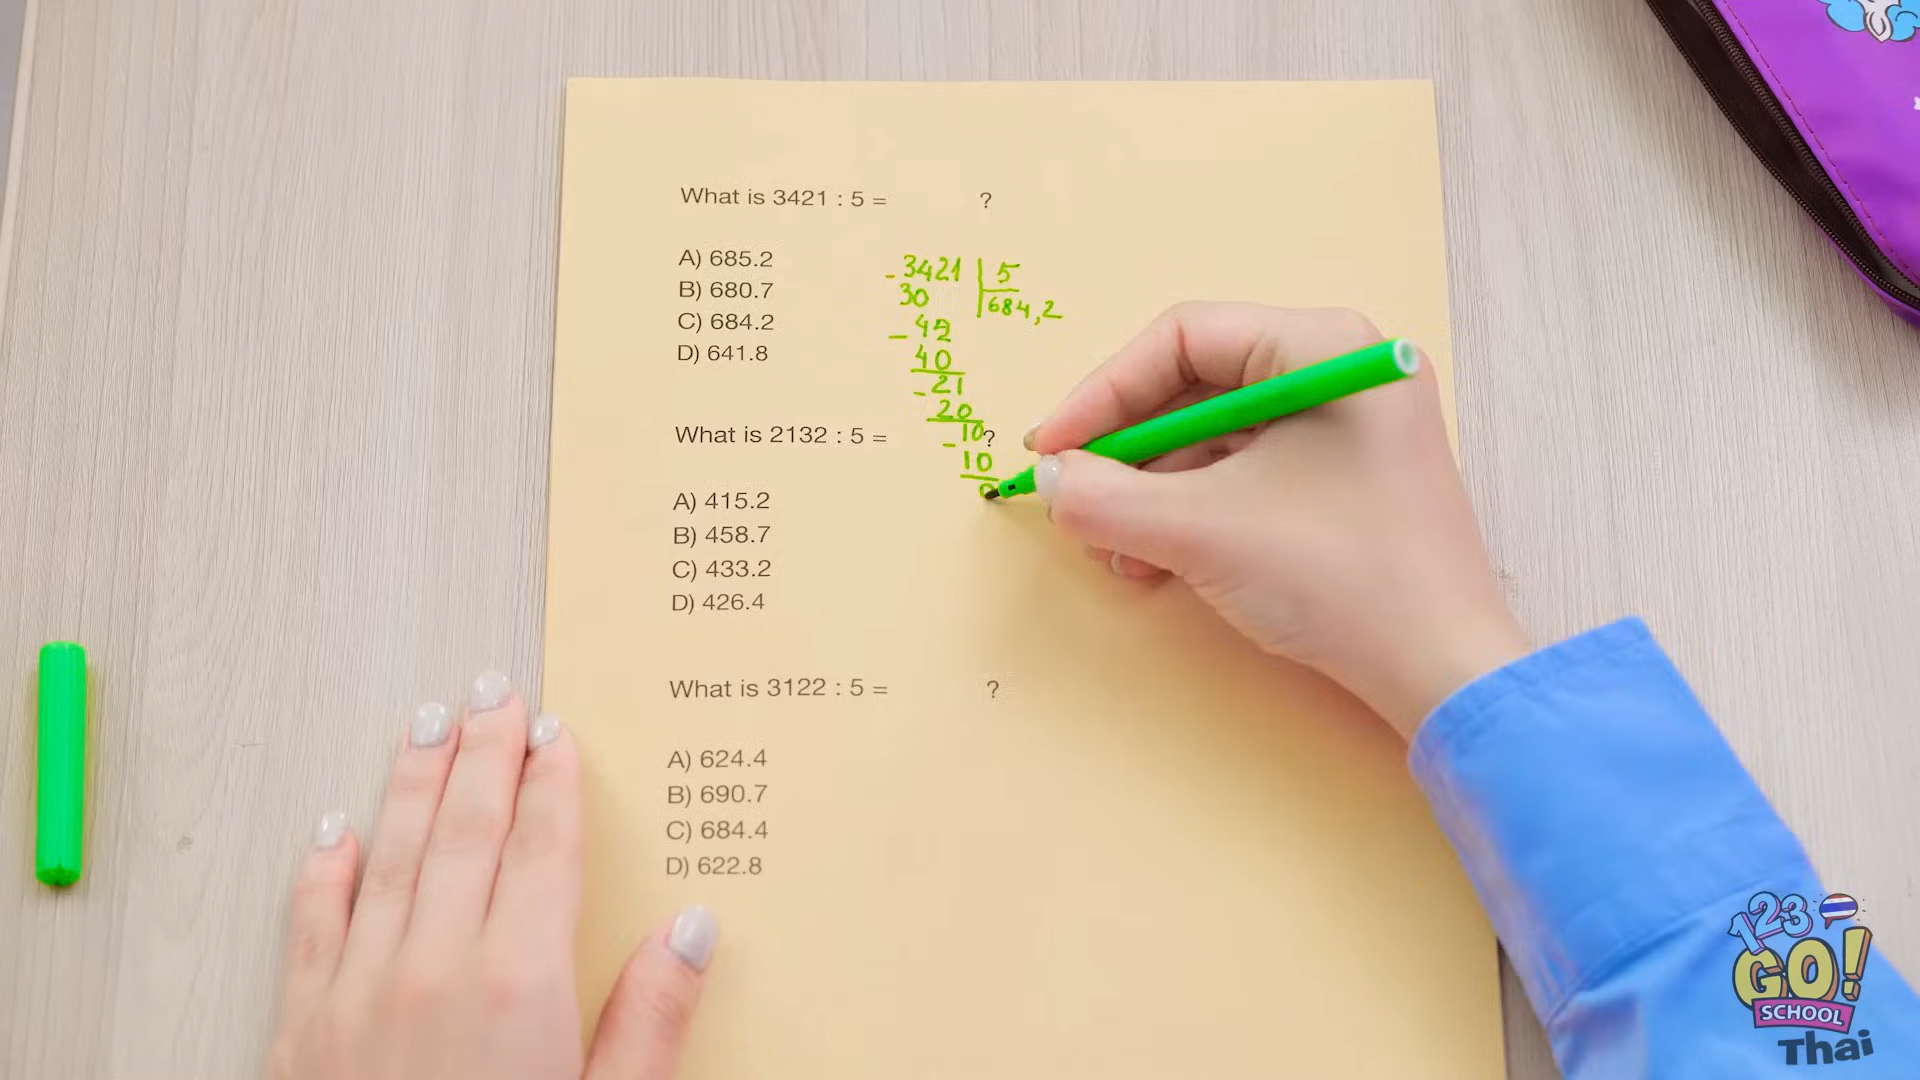 What is 3421 : 5 = ?
A) 685.2
B) 680.7
C) 684.2
D) 641.8
-3421 | 5
30 684,2
- 42
40
- 21
20
- 10
10
0
What is 2132 : 5 = ?
A) 415.2
B) 458.7
C) 433.2
D) 426.4
What is 3122 : 5 = ?
A) 624.4
B) 690.7
C) 684.4
D) 622.8
123
GO!
SCHOOL
Thai